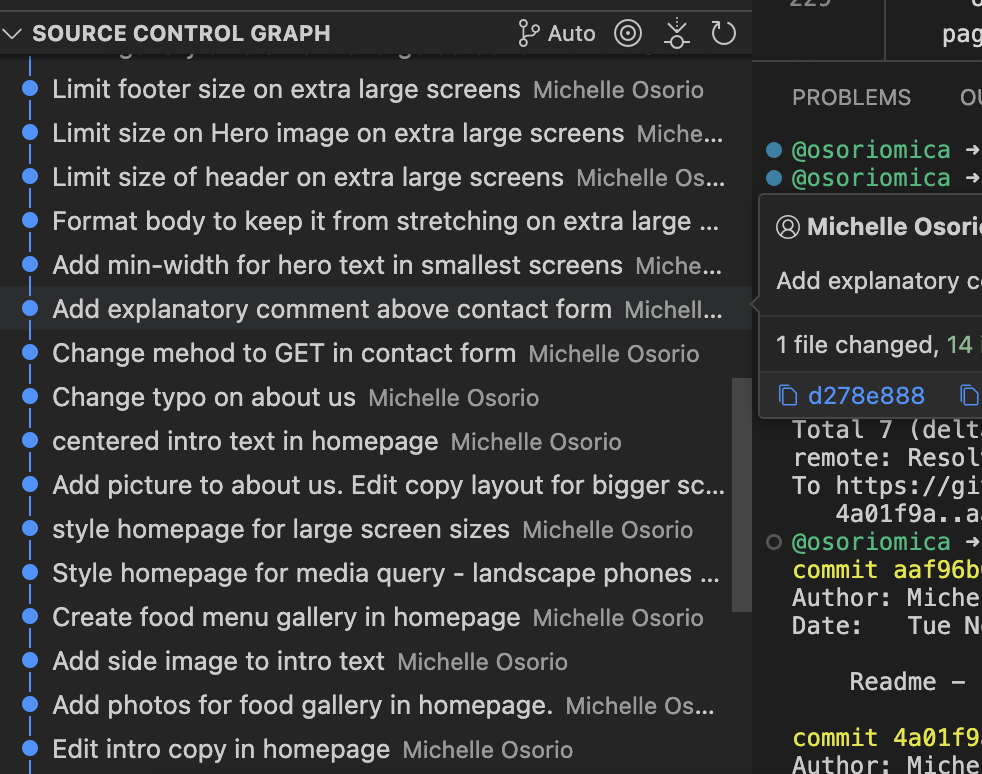 SOURCE CONTROL GRAPH Auto
Limit footer size on extra large screens Michelle Osorio
Limit size on Hero image on extra large screens Miche...
Limit size of header on extra large screens Michelle Os...
Format body to keep it from stretching on extra large ...
Add min-width for hero text in smallest screens Miche...
Add explanatory comment above contact form Michell...
Change mehod to GET in contact form Michelle Osorio
Change typo on about us Michelle Osorio
centered intro text in homepage Michelle Osorio
Add picture to about us. Edit copy layout for bigger sc...
style homepage for large screen sizes Michelle Osorio
Style homepage for media query - landscape phones ...
Create food menu gallery in homepage Michelle Osorio
Add side image to intro text Michelle Osorio
Add photos for food gallery in homepage. Michelle Os...
Edit intro copy in homepage Michelle Osorio
pag
PROBLEMS OU
@osoriomica →
@osoriomica →
Michelle Osori
Add explanatory c
1 file changed, 14
d278e888
Total 7 (delt
remote: Resol
To https://gi
4a01f9a..a
@osoriomica →
commit aaf96b
Author: Miche
Date: Tue N
Readme -
commit 4a01f9
Author: Miche